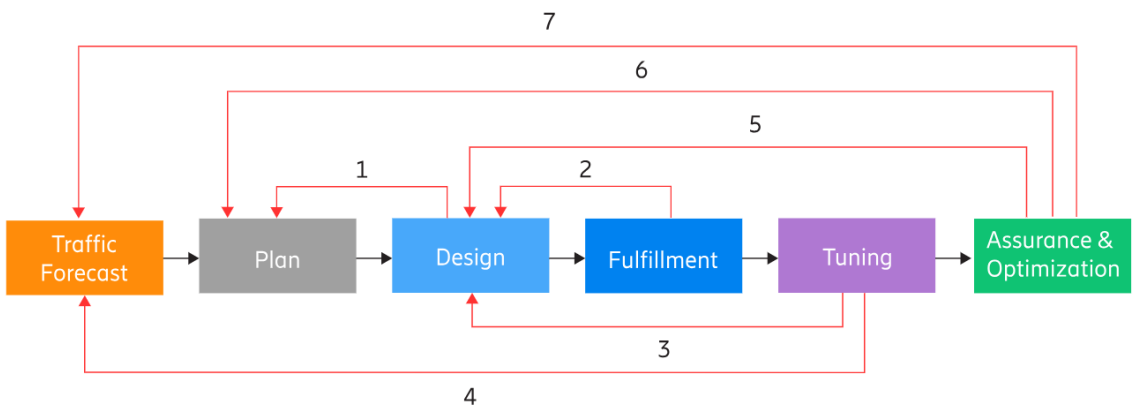 7
6
5
1
2
Traffic
Forecast
Plan
Design
Fulfillment
Tuning
Assurance &
Optimization
3
4